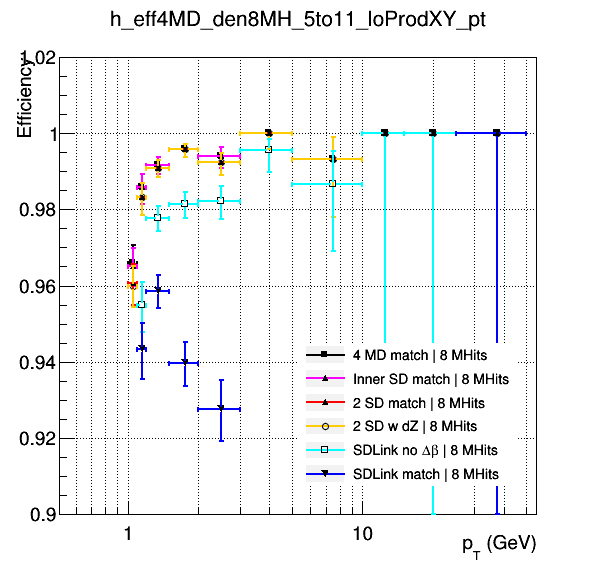 h_eff4MD_den8MH_5to11_loProdXY_pt
Efficiency
1.02
1
0.98
0.96
0.94
0.92
0.9
4 MD match | 8 MHits
Inner SD match | 8 MHits
2 SD match | 8 MHits
2 SD w dZ | 8 MHits
SDLink no Δβ | 8 MHits
SDLink match | 8 MHits
1
10
p_T (GeV)